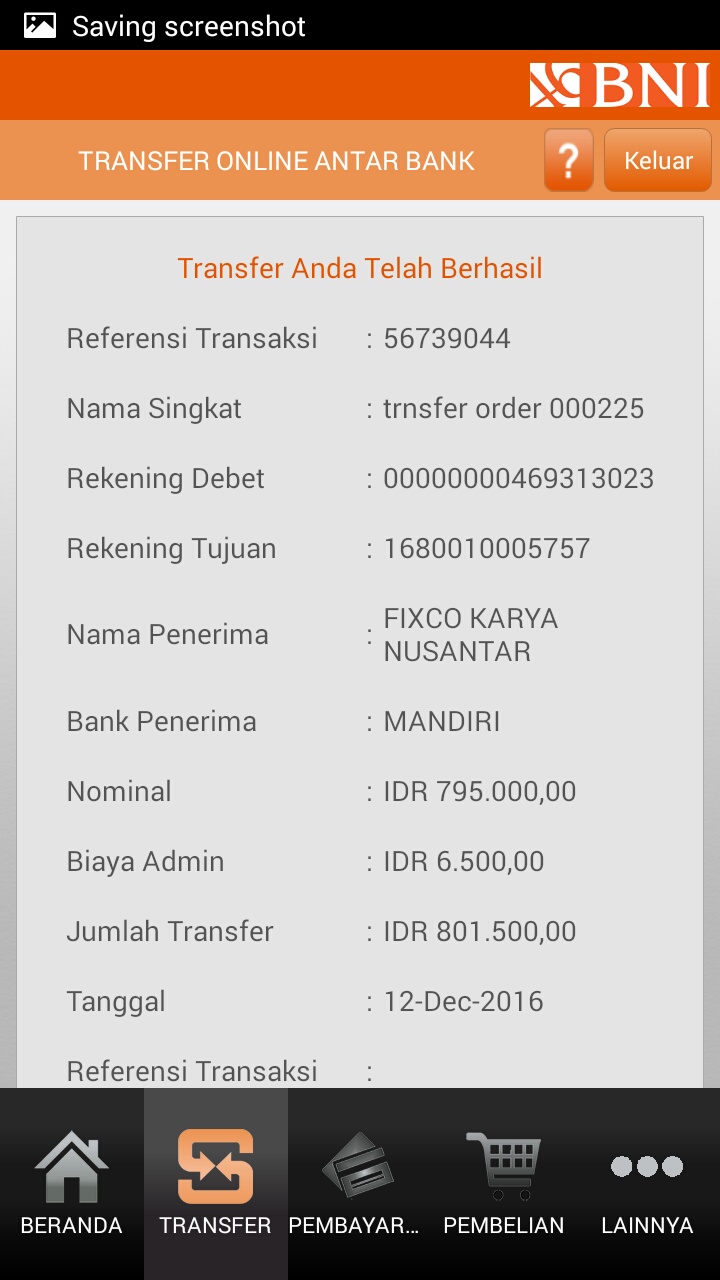 Saving screenshot
BNI
TRANSFER ONLINE ANTAR BANK
?
Keluar
Transfer Anda Telah Berhasil
Referensi Transaksi : 56739044
Nama Singkat : trnsfer order 000225
Rekening Debet : 00000000469313023
Rekening Tujuan : 1680010005757
Nama Penerima : FIXCO KARYA
NUSANTAR
Bank Penerima : MANDIRI
Nominal : IDR 795.000,00
Biaya Admin : IDR 6.500,00
Jumlah Transfer : IDR 801.500,00
Tanggal : 12-Dec-2016
Referensi Transaksi :
BERANDA TRANSFER PEMBAYAR... PEMBELIAN LAINNYA